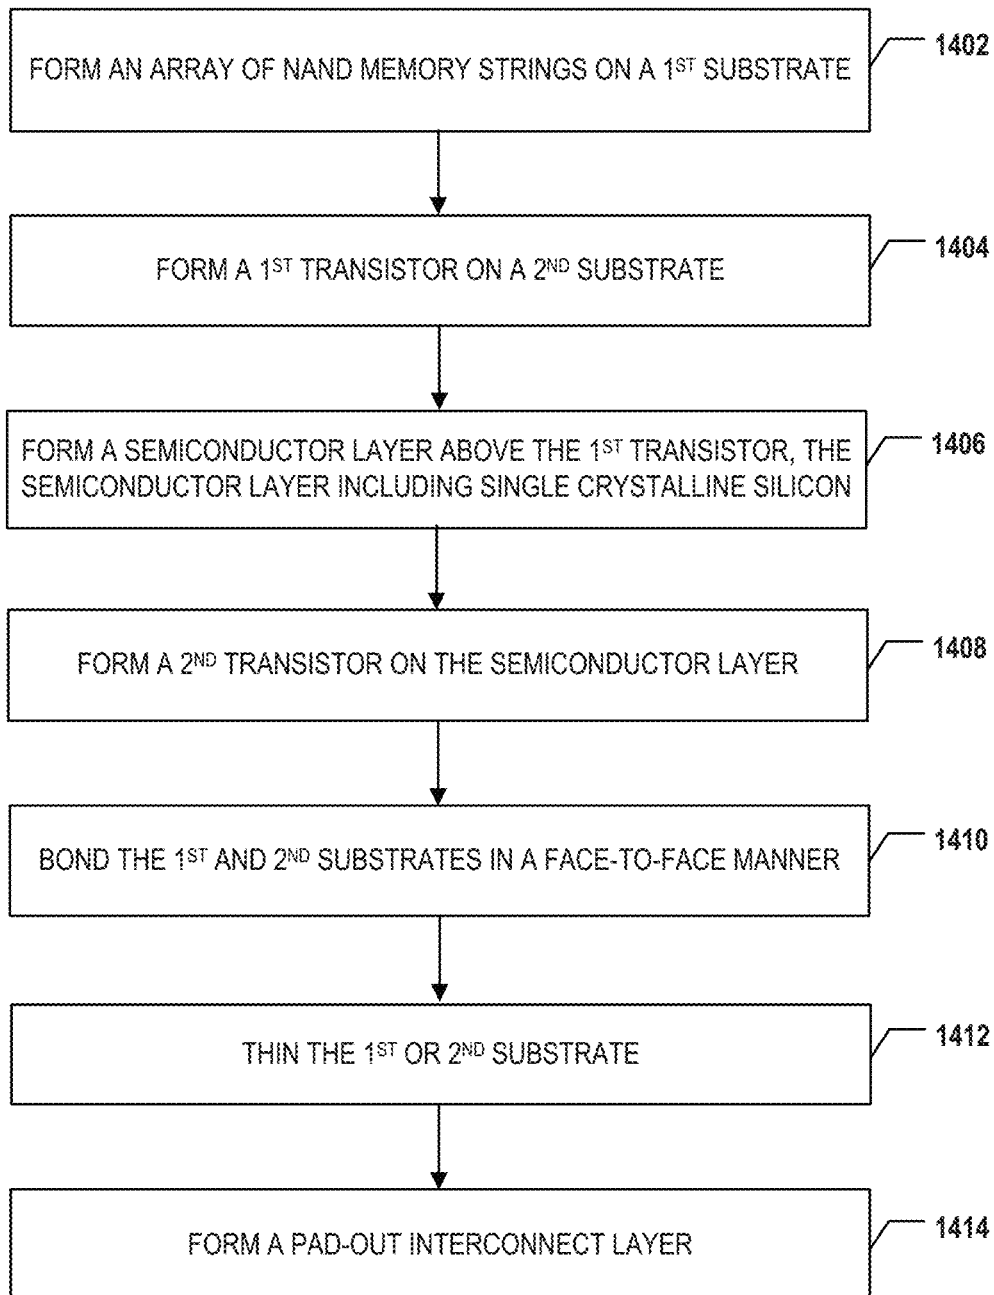 FORM AN ARRAY OF NAND MEMORY STRINGS ON A 1ST SUBSTRATE
1402
FORM A 1ST TRANSISTOR ON A 2ND SUBSTRATE
1404
FORM A SEMICONDUCTOR LAYER ABOVE THE 1ST TRANSISTOR, THE
SEMICONDUCTOR LAYER INCLUDING SINGLE CRYSTALLINE SILICON
1406
FORM A 2ND TRANSISTOR ON THE SEMICONDUCTOR LAYER
1408
BOND THE 1ST AND 2ND SUBSTRATES IN A FACE-TO-FACE MANNER
1410
THIN THE 1ST OR 2ND SUBSTRATE
1412
FORM A PAD-OUT INTERCONNECT LAYER
1414